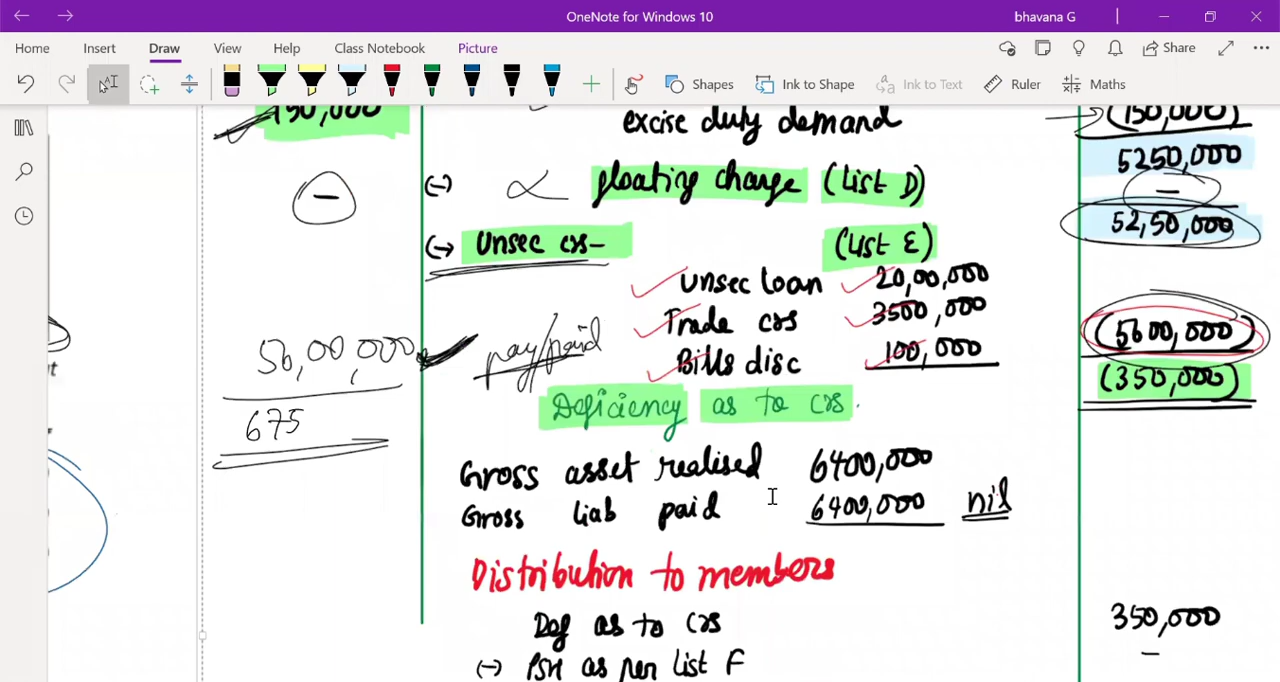 OneNote for Windows 10
bhavana G
Home Insert Draw View Help Class Notebook Picture Share
Shapes Ink to Shape Ink to Text Ruler Maths
150,000
excise duty demand (150,000)
5250,000
(-) floating charge (List D) -
52,50,000
(-) Unsec crs- (List E)
Unsec loan 20,00,000
Trade crs 3500,000 (5600,000)
56,00,000 pay/paid Bills disc 100,000
(350,000)
675 Deficiency as to crs.
Gross asset realised 6400,000
Gross liab paid 6400,000 nil
Distribution to members
Def as to crs 350,000
(-) PSH as per list F -